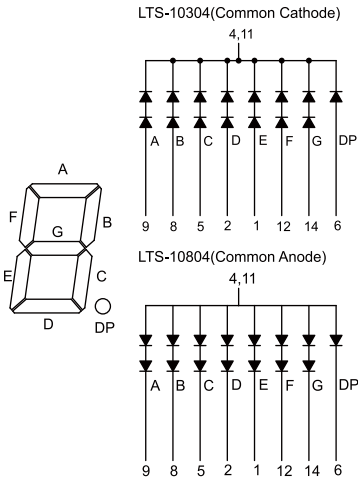 LTS-10304(Common Cathode)
4,11
A B C D E F G DP
9 8 5 2 1 12 14 6
A
F B
G
E C
D
DP
LTS-10804(Common Anode)
4,11
A B C D E F G DP
9 8 5 2 1 12 14 6